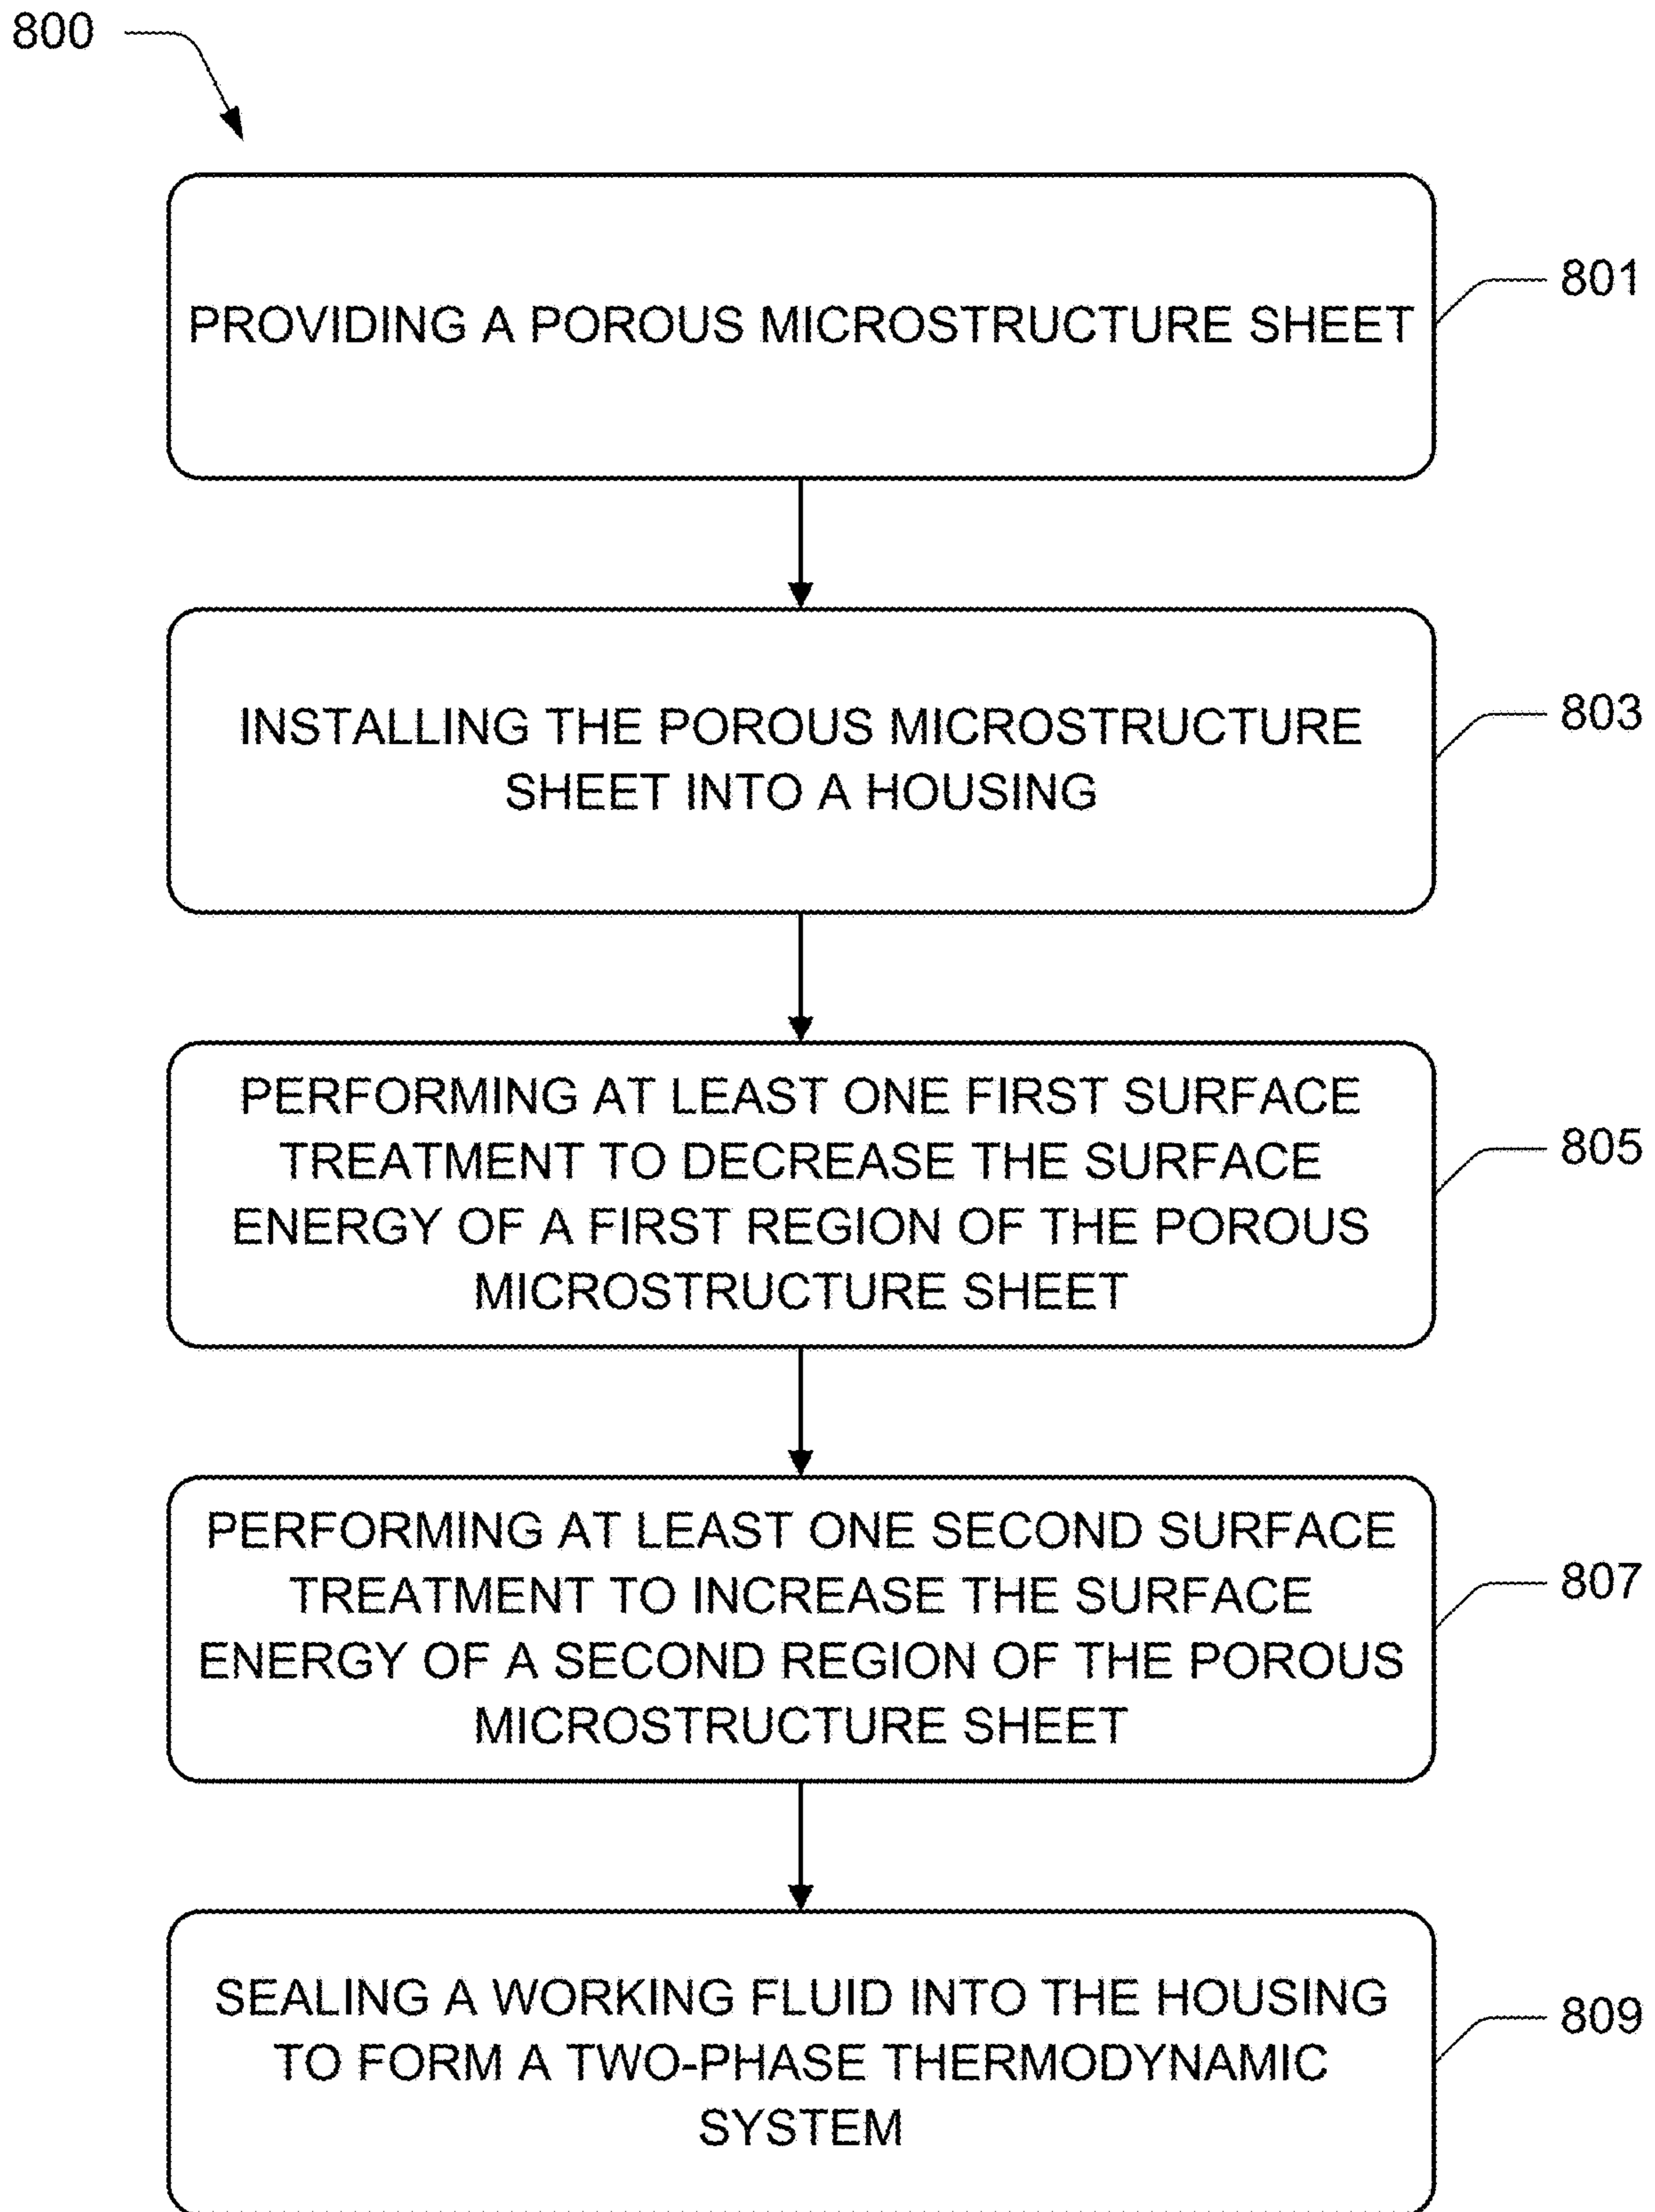 800
PROVIDING A POROUS MICROSTRUCTURE SHEET
801
INSTALLING THE POROUS MICROSTRUCTURE
SHEET INTO A HOUSING
803
PERFORMING AT LEAST ONE FIRST SURFACE
TREATMENT TO DECREASE THE SURFACE
ENERGY OF A FIRST REGION OF THE POROUS
MICROSTRUCTURE SHEET
805
PERFORMING AT LEAST ONE SECOND SURFACE
TREATMENT TO INCREASE THE SURFACE
ENERGY OF A SECOND REGION OF THE POROUS
MICROSTRUCTURE SHEET
807
SEALING A WORKING FLUID INTO THE HOUSING
TO FORM A TWO-PHASE THERMODYNAMIC
SYSTEM
809